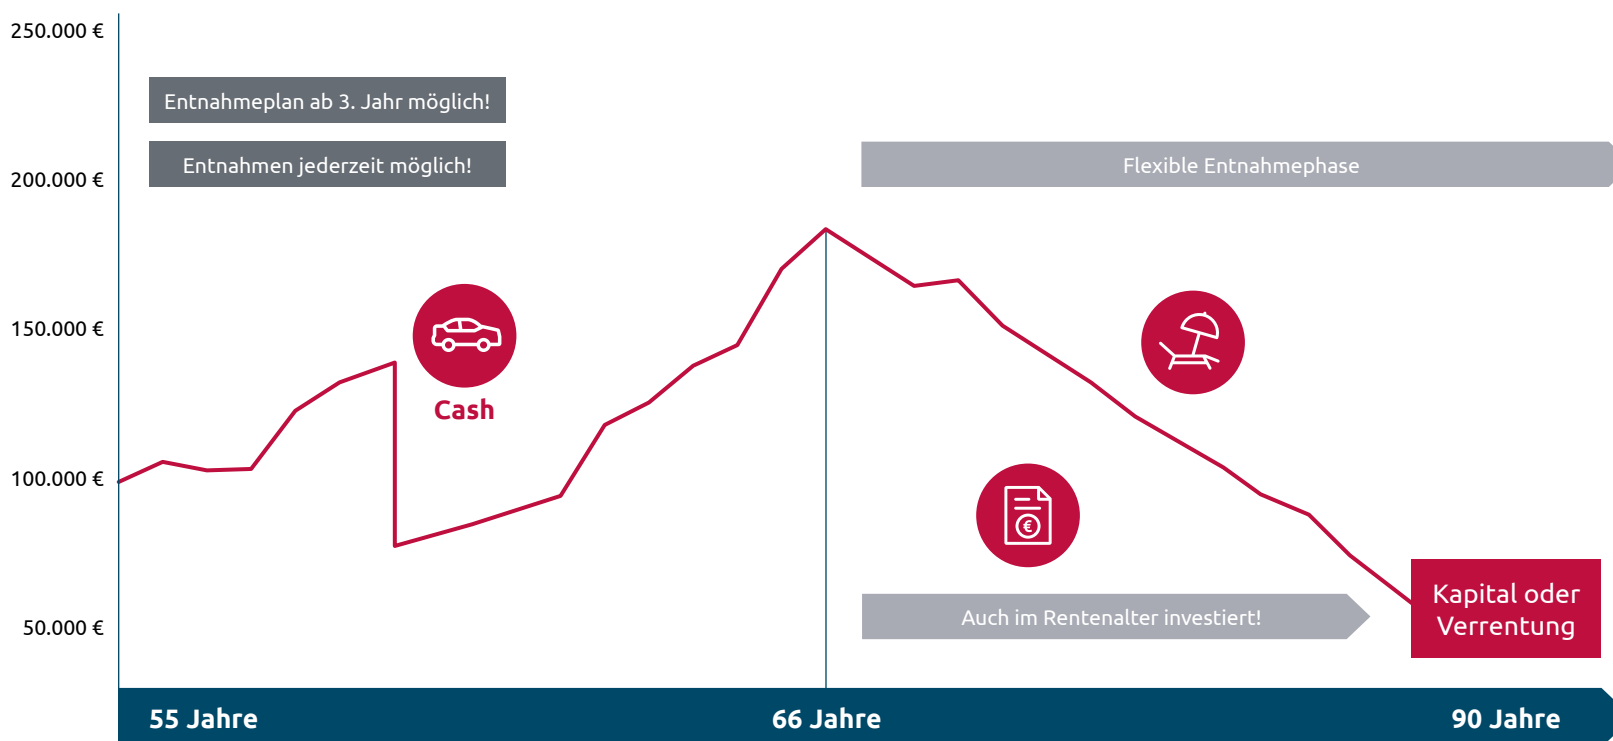 250.000 €
Entnahmeplan ab 3. Jahr möglich!
Entnahmen jederzeit möglich!
200.000 €
Flexible Entnahmephase
150.000 €
Cash
100.000 €
€
50.000 €
Auch im Rentenalter investiert!
Kapital oder
Verrentung
55 Jahre
66 Jahre
90 Jahre